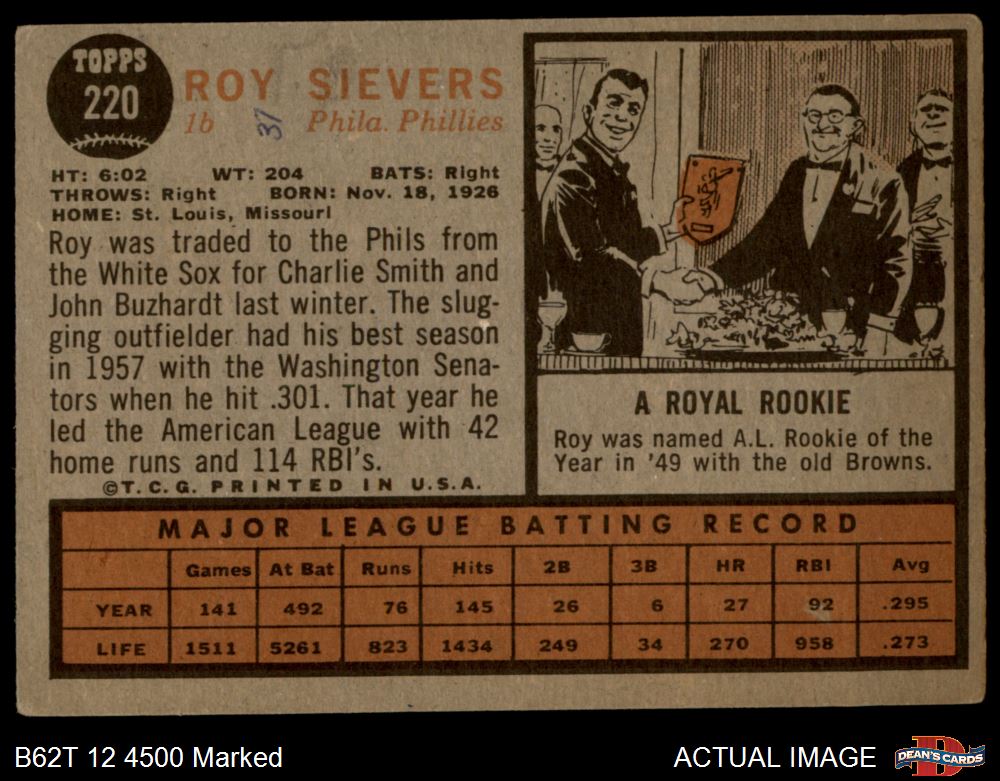 TOPPS
220
ROY SIEVERS
1b 37 Phila. Phillies
HT: 6:02 WT: 204 BATS: Right
THROWS: Right BORN: Nov. 18, 1926
HOME: St. Louis, Missouri
Roy was traded to the Phils from
the White Sox for Charlie Smith and
John Buzhardt last winter. The slug-
ging outfielder had his best season
in 1957 with the Washington Sena-
tors when he hit .301. That year he
led the American League with 42
home runs and 114 RBI's.
©T.C.G. PRINTED IN U.S.A.
A ROYAL ROOKIE
Roy was named A.L. Rookie of the
Year in '49 with the old Browns.
MAJOR LEAGUE BATTING RECORD
Games At Bat Runs Hits 2B 3B HR RBI Avg
YEAR 141 492 76 145 26 6 27 92 .295
LIFE 1511 5261 823 1434 249 34 270 958 .273
B62T 12 4500 Marked
ACTUAL IMAGE
DEAN'S CARDS